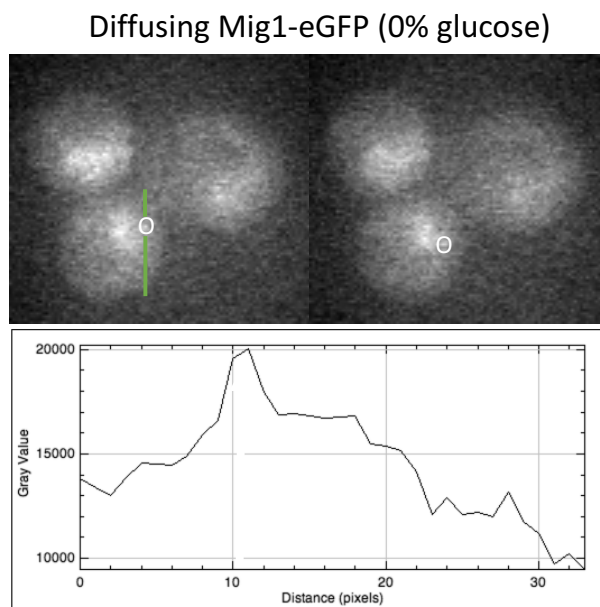 Diffusing Mig1-eGFP (0% glucose)
O
O
20000
15000
10000
Gray Value
0
10
20
30
Distance (pixels)